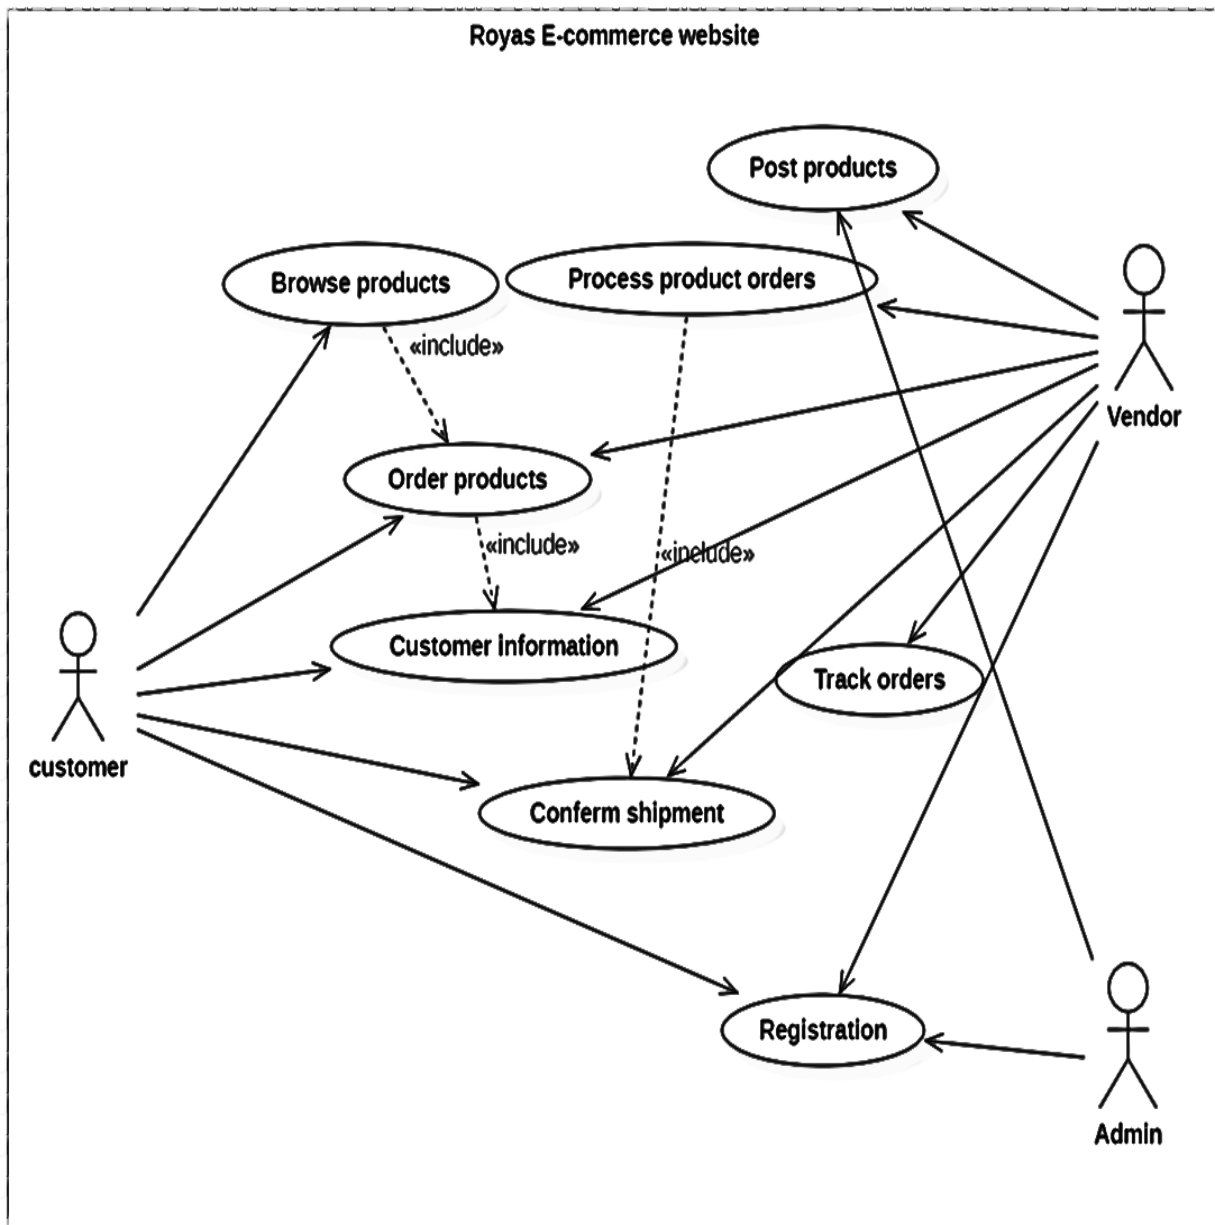 Royas E-commerce website
Post products
Browse products
Process product orders
«include»
Vendor
Order products
«include»
«include»
Customer information
Track orders
customer
Conferm shipment
Registration
Admin